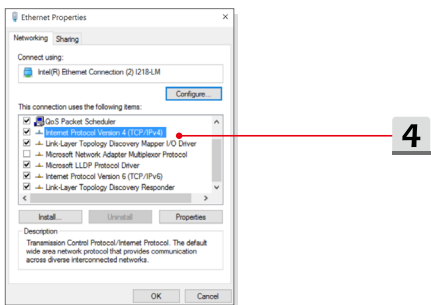 Ethernet Properties
Networking Sharing
Connect using:
Intel(R) Ethernet Connection (2) I218-LM
Configure...
This connection uses the following items:
QoS Packet Scheduler
Internet Protocol Version 4 (TCP/IPv4)
Link-Layer Topology Discovery Mapper I/O Driver
Microsoft Network Adapter Multiplexor Protocol
Microsoft LLDP Protocol Driver
Internet Protocol Version 6 (TCP/IPv6)
Link-Layer Topology Discovery Responder
Install... Uninstall Properties
Description
Transmission Control Protocol/Internet Protocol. The default
wide area network protocol that provides communication
across diverse interconnected networks.
OK Cancel
4